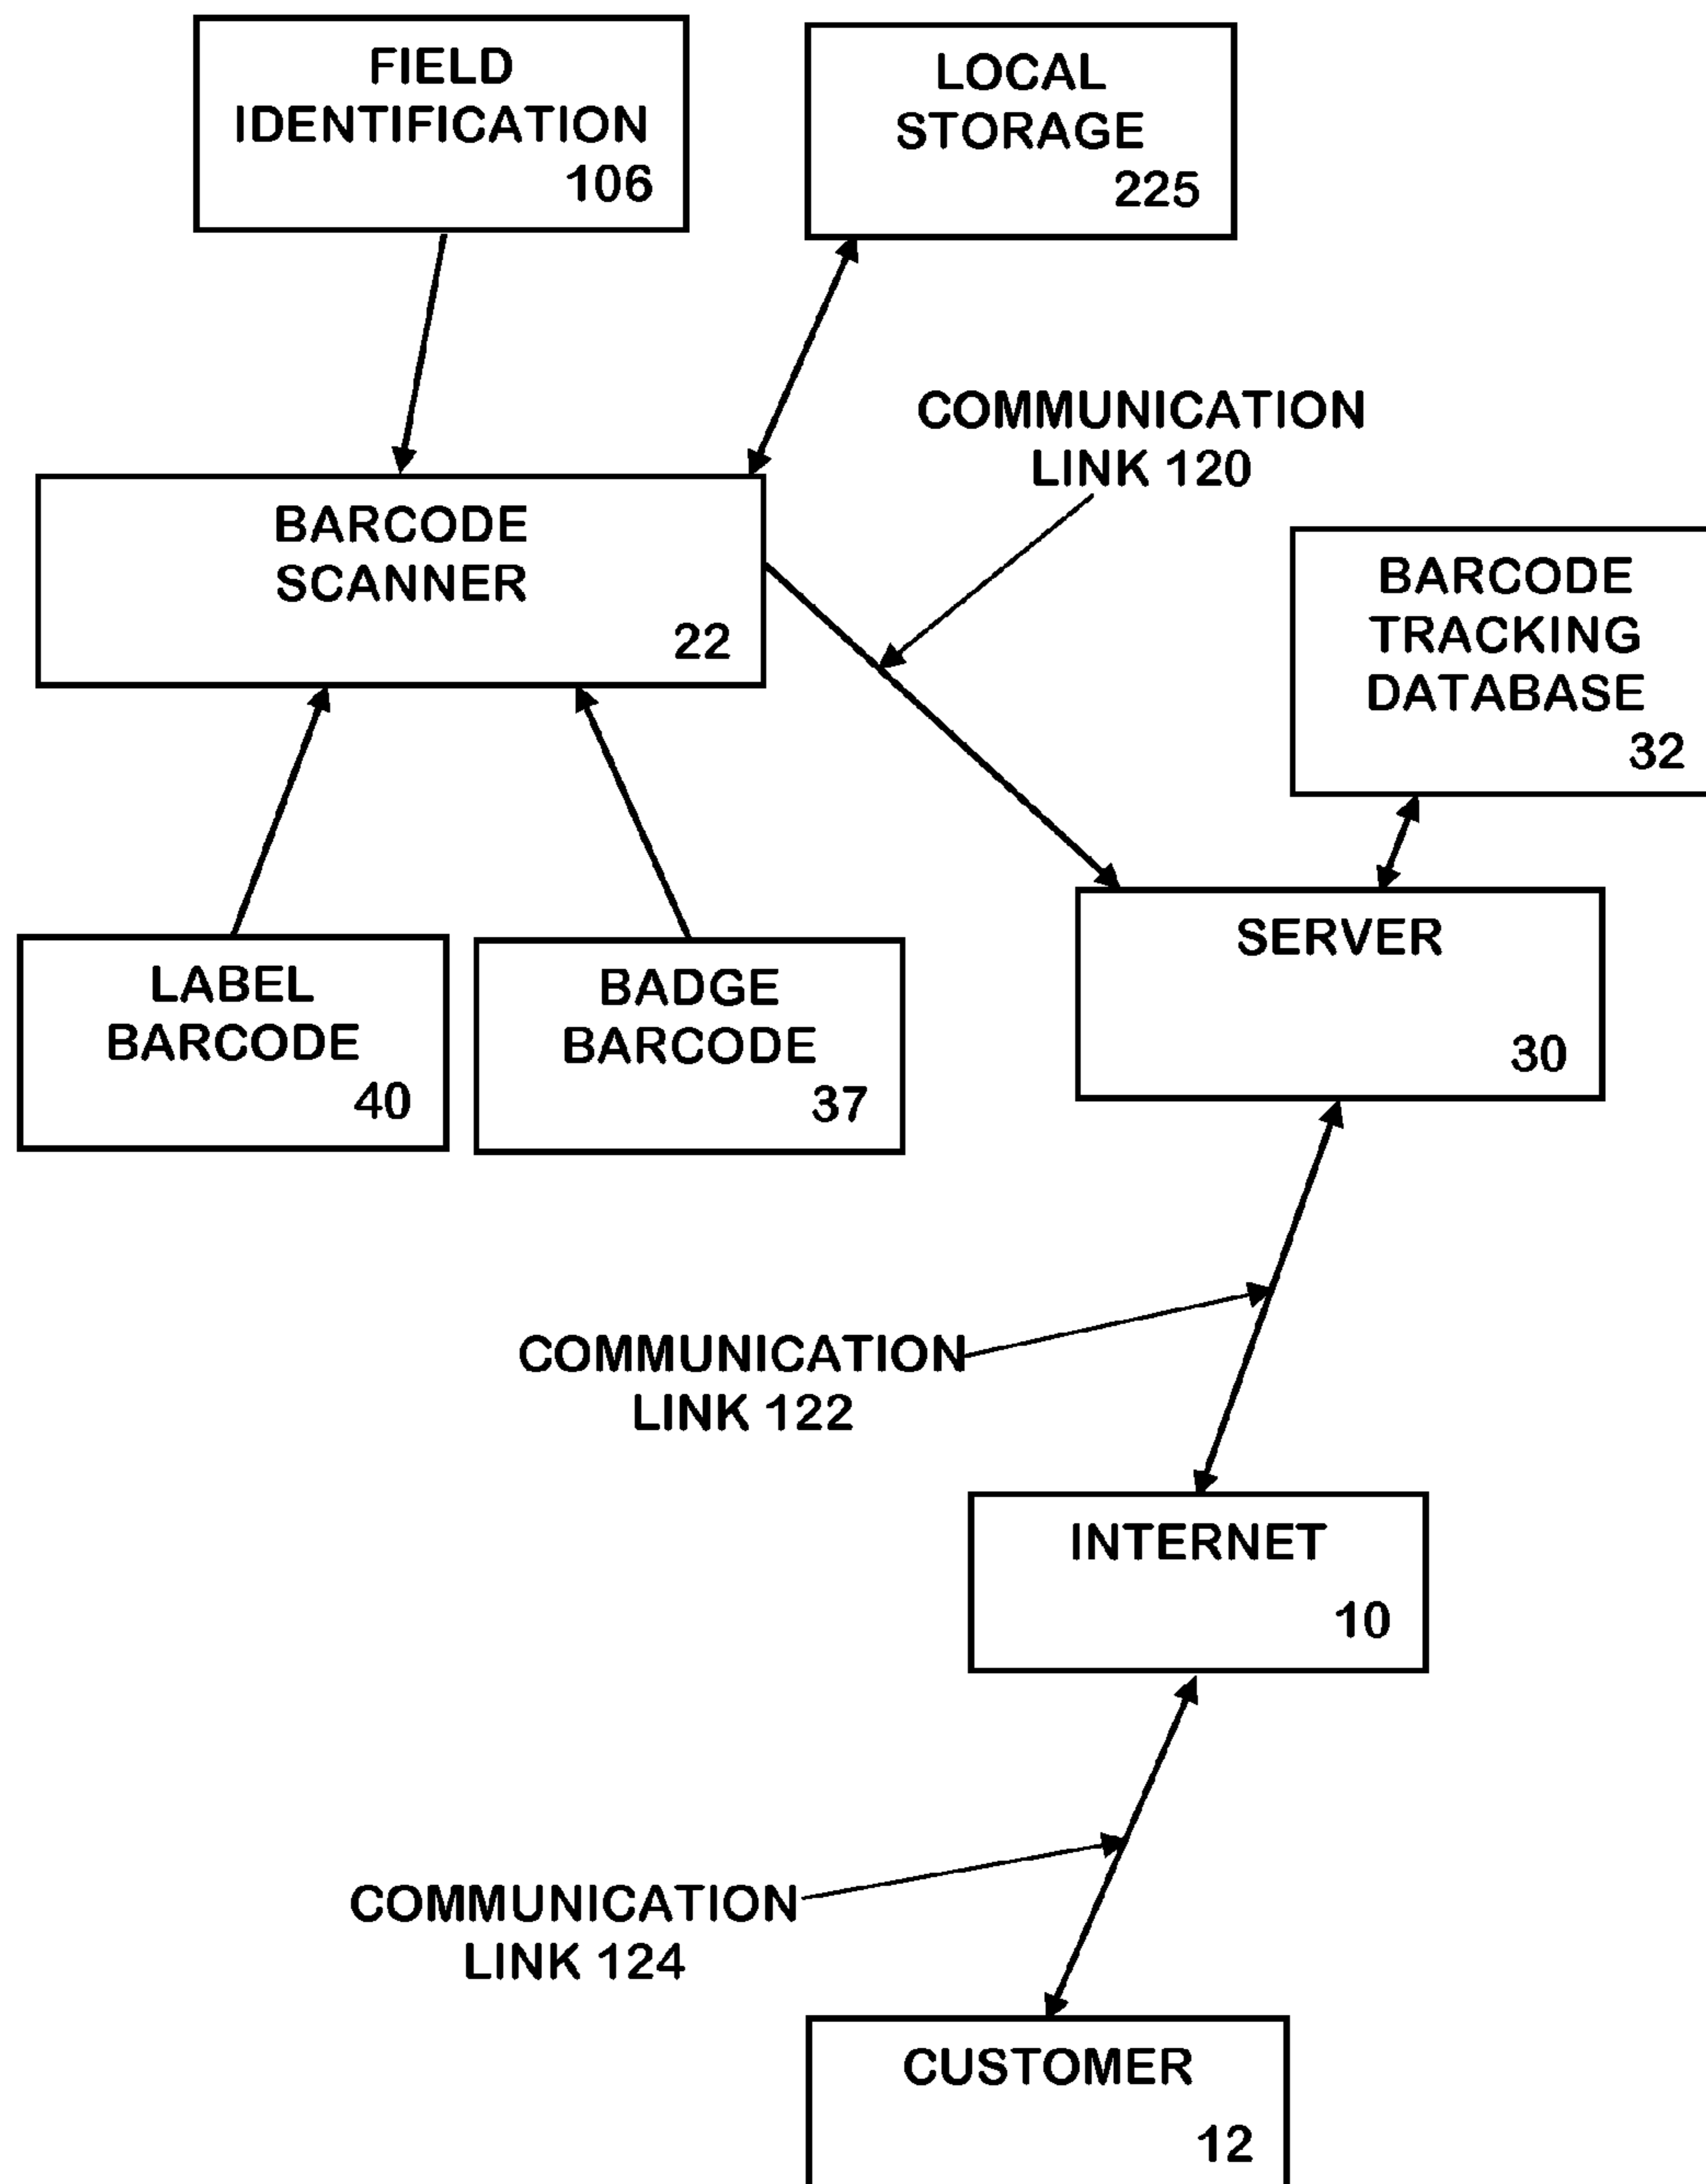 FIELD
IDENTIFICATION
106
LOCAL
STORAGE
225
COMMUNICATION
LINK 120
BARCODE
SCANNER
22
BARCODE
TRACKING
DATABASE
32
LABEL
BARCODE
40
BADGE
BARCODE
37
SERVER
30
COMMUNICATION
LINK 122
INTERNET
10
COMMUNICATION
LINK 124
CUSTOMER
12